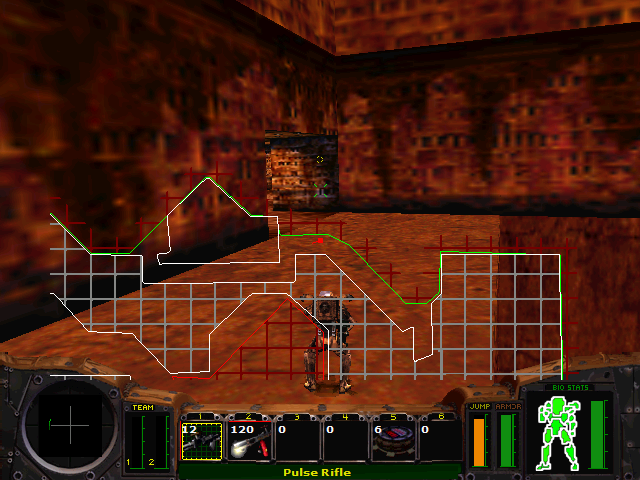 TEAM
1 2
1 2 3 4 5 6
12 120 0 0 6 0
JUMP ARMOR
BIO STATS
Pulse Rifle